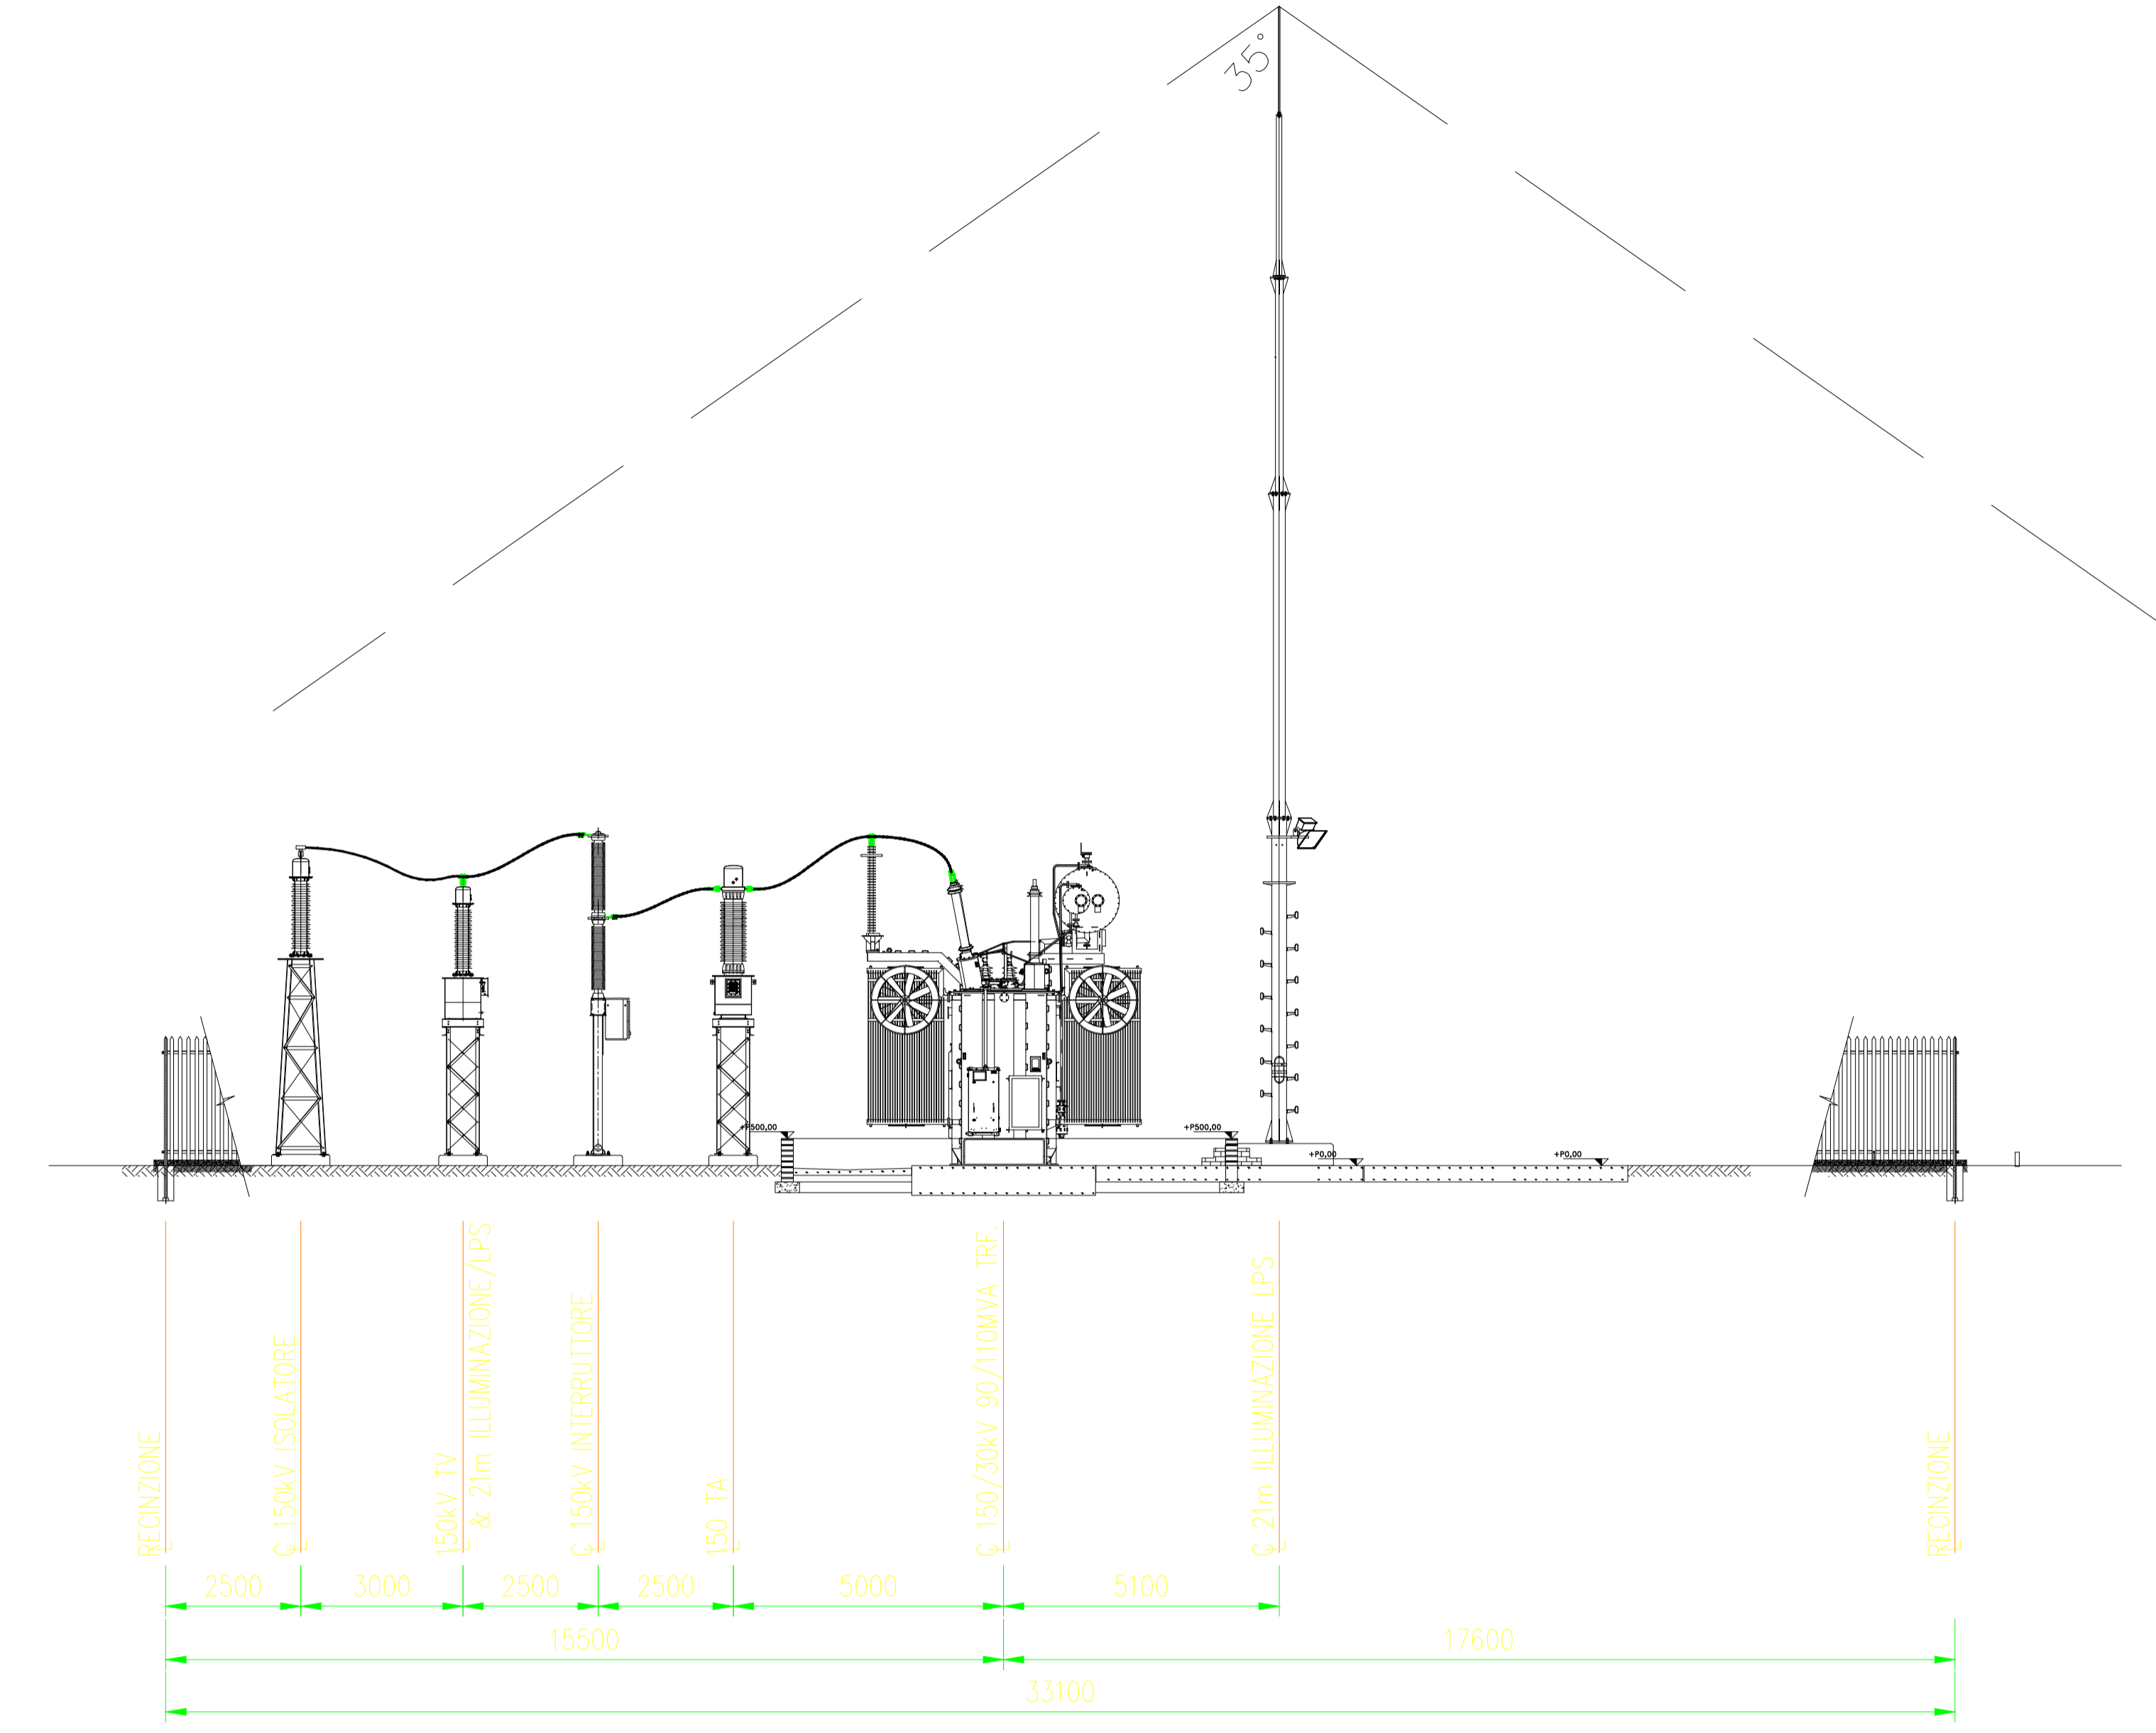 35°
+P500,00
+P500,00
+P0,00
+P0,00
RECINZIONE
℄ 150kV ISOLATORE
150kV TV
& 21m ILLUMINAZIONE/LPS
℄ 150kV INTERRUTTORE
150 TA
℄ 150/30kV 90/110MVA TRF.
℄ 21m ILLUMINAZIONE LPS
RECINZIONE
2500
3000
2500
2500
5000
5100
15500
17600
33100